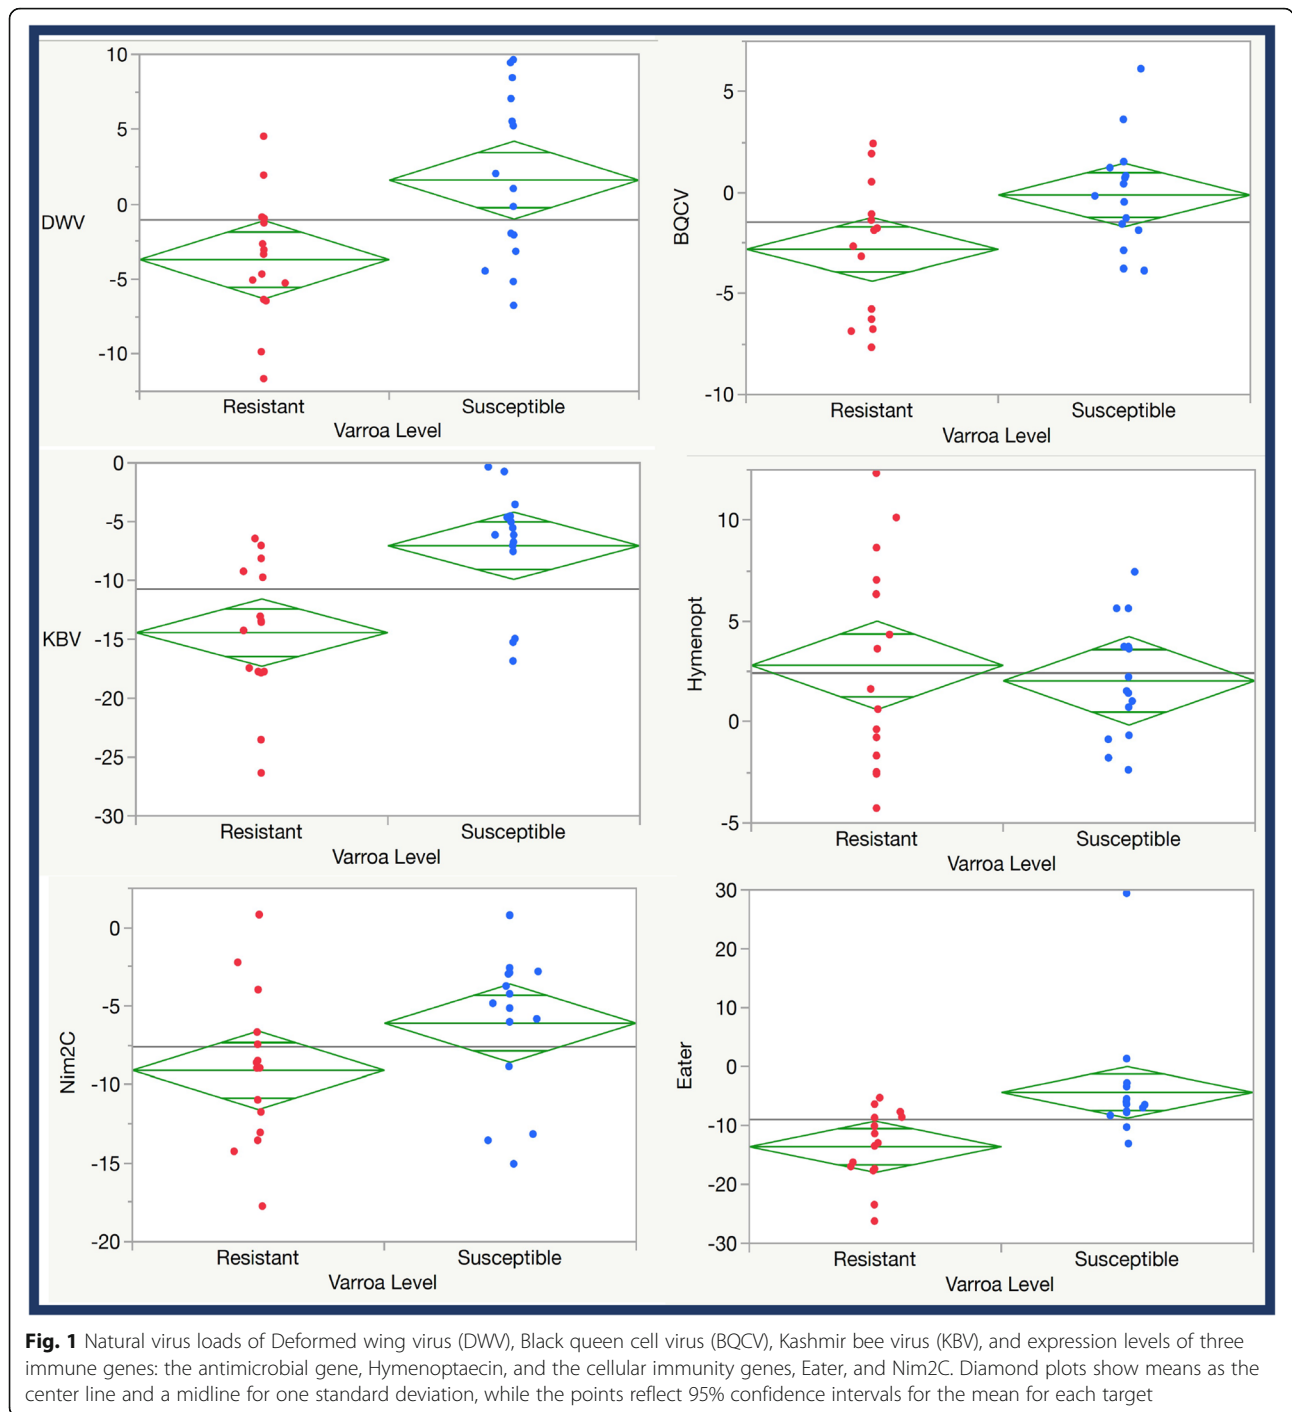 10
5
0
-5
-10
DWV
Resistant
Susceptible
Varroa Level
5
0
-5
-10
BQCV
Resistant
Susceptible
Varroa Level
0
-5
-10
-15
-20
-25
-30
KBV
Resistant
Susceptible
Varroa Level
10
5
0
-5
Hymenopt
Resistant
Susceptible
Varroa Level
0
-5
-10
-15
-20
Nim2C
Resistant
Susceptible
Varroa Level
30
20
10
0
-10
-20
-30
Eater
Resistant
Susceptible
Varroa Level
Fig. 1 Natural virus loads of Deformed wing virus (DWV), Black queen cell virus (BQCV), Kashmir bee virus (KBV), and expression levels of three
immune genes: the antimicrobial gene, Hymenoptaecin, and the cellular immunity genes, Eater, and Nim2C. Diamond plots show means as the
center line and a midline for one standard deviation, while the points reflect 95% confidence intervals for the mean for each target